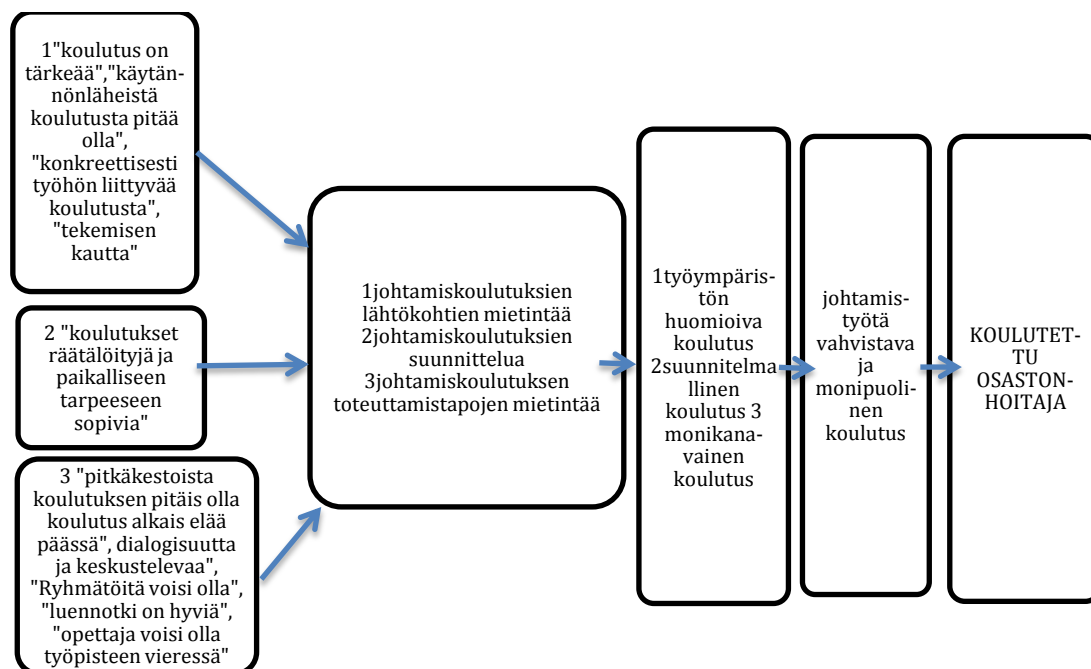 1"koulutus on
tärkeää","käytän-
nönläheistä
koulutusta pitää
olla",
"konkreettisesti
työhön liittyvää
koulutusta",
"tekemisen
kautta"
2 "koulutukset
räätälöityjä ja
paikalliseen
tarpeeseen
sopivia"
3 "pitkäkestoista
koulutuksen pitäis olla
koulutus alkais elää
päässä", dialogisuutta
ja keskustelevaa",
"Ryhmätöitä voisi olla",
"luennotki on hyviä",
"opettaja voisi olla
työpisteen vieressä"
1johtamiskoulutuksien
lähtökohtien mietintää
2johtamiskoulutuksien
suunnittelua
3johtamiskoulutuksen
toteuttamistapojen mietintää
1työympäris-
tön
huomioiva
koulutus
2suunnitelma
llinen
koulutus 3
monikana-
vainen
koulutus
johtamis-
työtä
vahvistava
ja
monipuoli-
nen
koulutus
KOULUTET-
TU
OSASTON-
HOITAJA